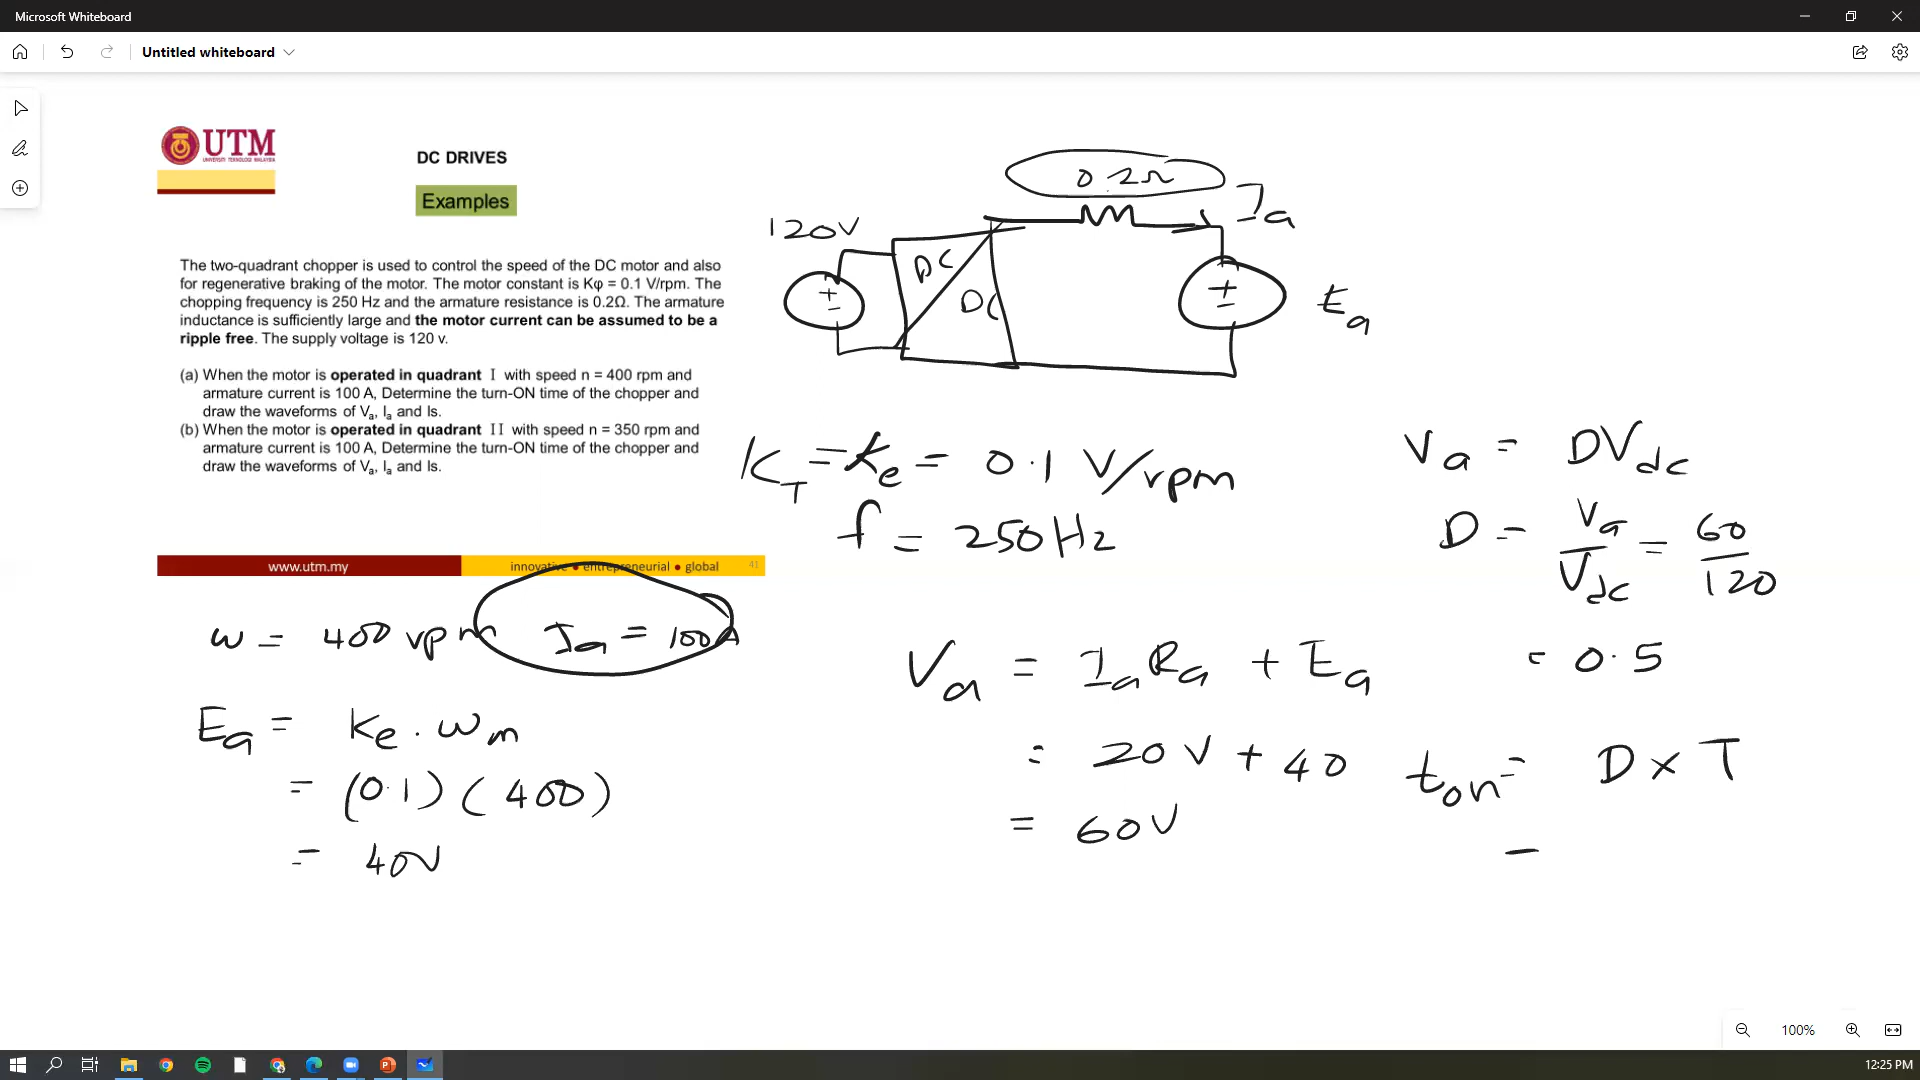 Microsoft Whiteboard
Untitled whiteboard
UTM
UNIVERSITI TEKNOLOGI MALAYSIA
DC DRIVES
Examples
The two-quadrant chopper is used to control the speed of the DC motor and also
for regenerative braking of the motor. The motor constant is Kφ = 0.1 V/rpm. The
chopping frequency is 250 Hz and the armature resistance is 0.2Ω. The armature
inductance is sufficiently large and the motor current can be assumed to be a
ripple free. The supply voltage is 120 v.
(a) When the motor is operated in quadrant I with speed n = 400 rpm and
armature current is 100 A, Determine the turn-ON time of the chopper and
draw the waveforms of Va, Ia and Is.
(b) When the motor is operated in quadrant II with speed n = 350 rpm and
armature current is 100 A, Determine the turn-ON time of the chopper and
draw the waveforms of Va, Ia and Is.
www.utm.my
innovative ● entrepreneurial ● global
41
0.2Ω
Ia
120V
DC
DC
+
-
+
-
Ea
KT = Ke = 0.1 V/rpm
f = 250Hz
Va = DVdc
D = Va/Vdc = 60/120
= 0.5
ton = D x T
=
ω = 400 rpm
Ia = 100A
Ea = Ke . ωm
= (0.1) (400)
= 40V
Va = IaRa + Ea
= 20V + 40
= 60V
100%
12:25 PM